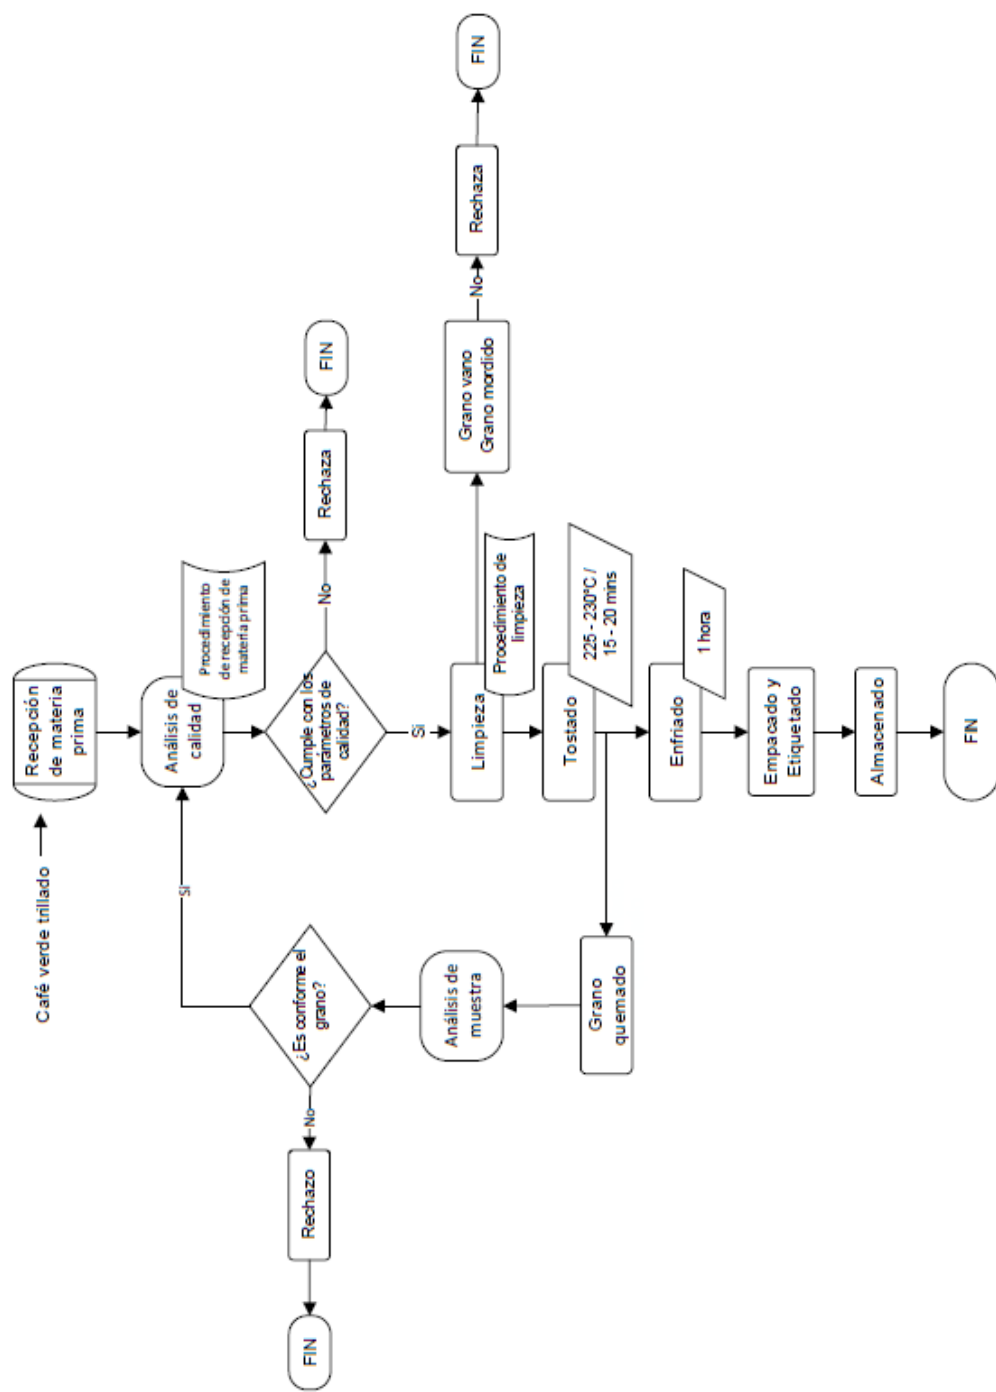 Café verde trillado
Recepción
de materia
prima
Análisis de
calidad
Procedimiento
de recepción de
materia prima
¿Cumple con los
parámetros de
calidad?
No
Rechaza
FIN
Si
Limpieza
Procedimiento de
limpieza
Grano vano
Grano mordido
No
Rechaza
FIN
Tostado
225 - 230°C /
15 - 20 mins
Grano
quemado
Análisis de
muestra
¿Es conforme el
grano?
Si
No
Rechazo
FIN
Enfriado
1 hora
Empacado y
Etiquetado
Almacenado
FIN